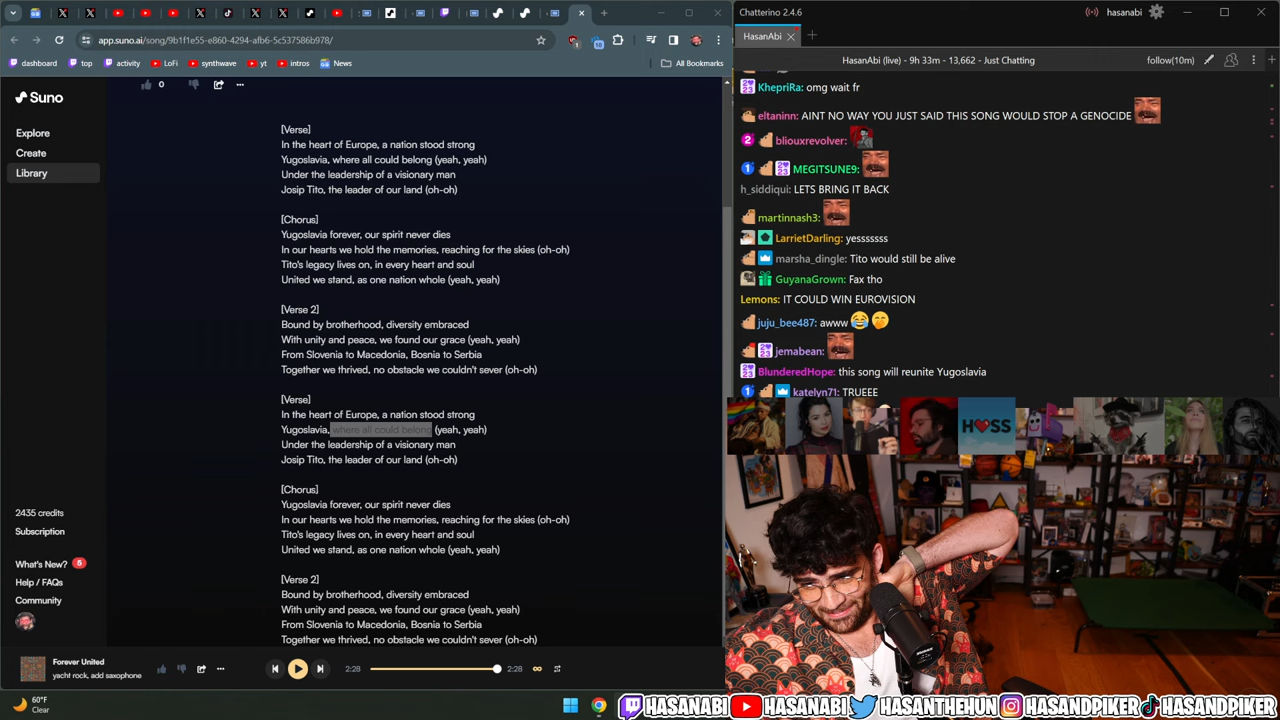 app.suno.ai/song/9b1f1e55-e860-4294-afb6-5c537586b978/
dashboard
top
activity
LoFi
synthwave
yt
intros
News
All Bookmarks
Suno
Explore
Create
Library
2435 credits
Subscription
What's New?
5
Help / FAQs
Community
0
[Verse]
In the heart of Europe, a nation stood strong
Yugoslavia, where all could belong (yeah, yeah)
Under the leadership of a visionary man
Josip Tito, the leader of our land (oh-oh)
[Chorus]
Yugoslavia forever, our spirit never dies
In our hearts we hold the memories, reaching for the skies (oh-oh)
Tito's legacy lives on, in every heart and soul
United we stand, as one nation whole (yeah, yeah)
[Verse 2]
Bound by brotherhood, diversity embraced
With unity and peace, we found our grace (yeah, yeah)
From Slovenia to Macedonia, Bosnia to Serbia
Together we thrived, no obstacle we couldn't sever (oh-oh)
[Verse]
In the heart of Europe, a nation stood strong
Yugoslavia, where all could belong (yeah, yeah)
Under the leadership of a visionary man
Josip Tito, the leader of our land (oh-oh)
[Chorus]
Yugoslavia forever, our spirit never dies
In our hearts we hold the memories, reaching for the skies (oh-oh)
Tito's legacy lives on, in every heart and soul
United we stand, as one nation whole (yeah, yeah)
[Verse 2]
Bound by brotherhood, diversity embraced
With unity and peace, we found our grace (yeah, yeah)
From Slovenia to Macedonia, Bosnia to Serbia
Together we thrived, no obstacle we couldn't sever (oh-oh)
Forever United
yacht rock, add saxophone
2:28
2:28
60°F
Clear
Chatterino 2.4.6
hasanabi
HasanAbi
HasanAbi (live) - 9h 33m - 13,662 - Just Chatting
follow(10m)
KhepriRa: omg wait fr
eltaninn: AINT NO WAY YOU JUST SAID THIS SONG WOULD STOP A GENOCIDE
bliouxrevolver:
MEGITSUNE9:
h_siddiqui: LETS BRING IT BACK
martinnash3:
LarrietDarling: yesssssss
marsha_dingle: Tito would still be alive
GuyanaGrown: Fax tho
Lemons: IT COULD WIN EUROVISION
juju_bee487: awww
jemabean:
BlunderedHope: this song will reunite Yugoslavia
katelyn71: TRUEEE
HOSS
HASANABI
HASANABI
HASANTHEHUN
HASANDPIKER
HASANDPIKER